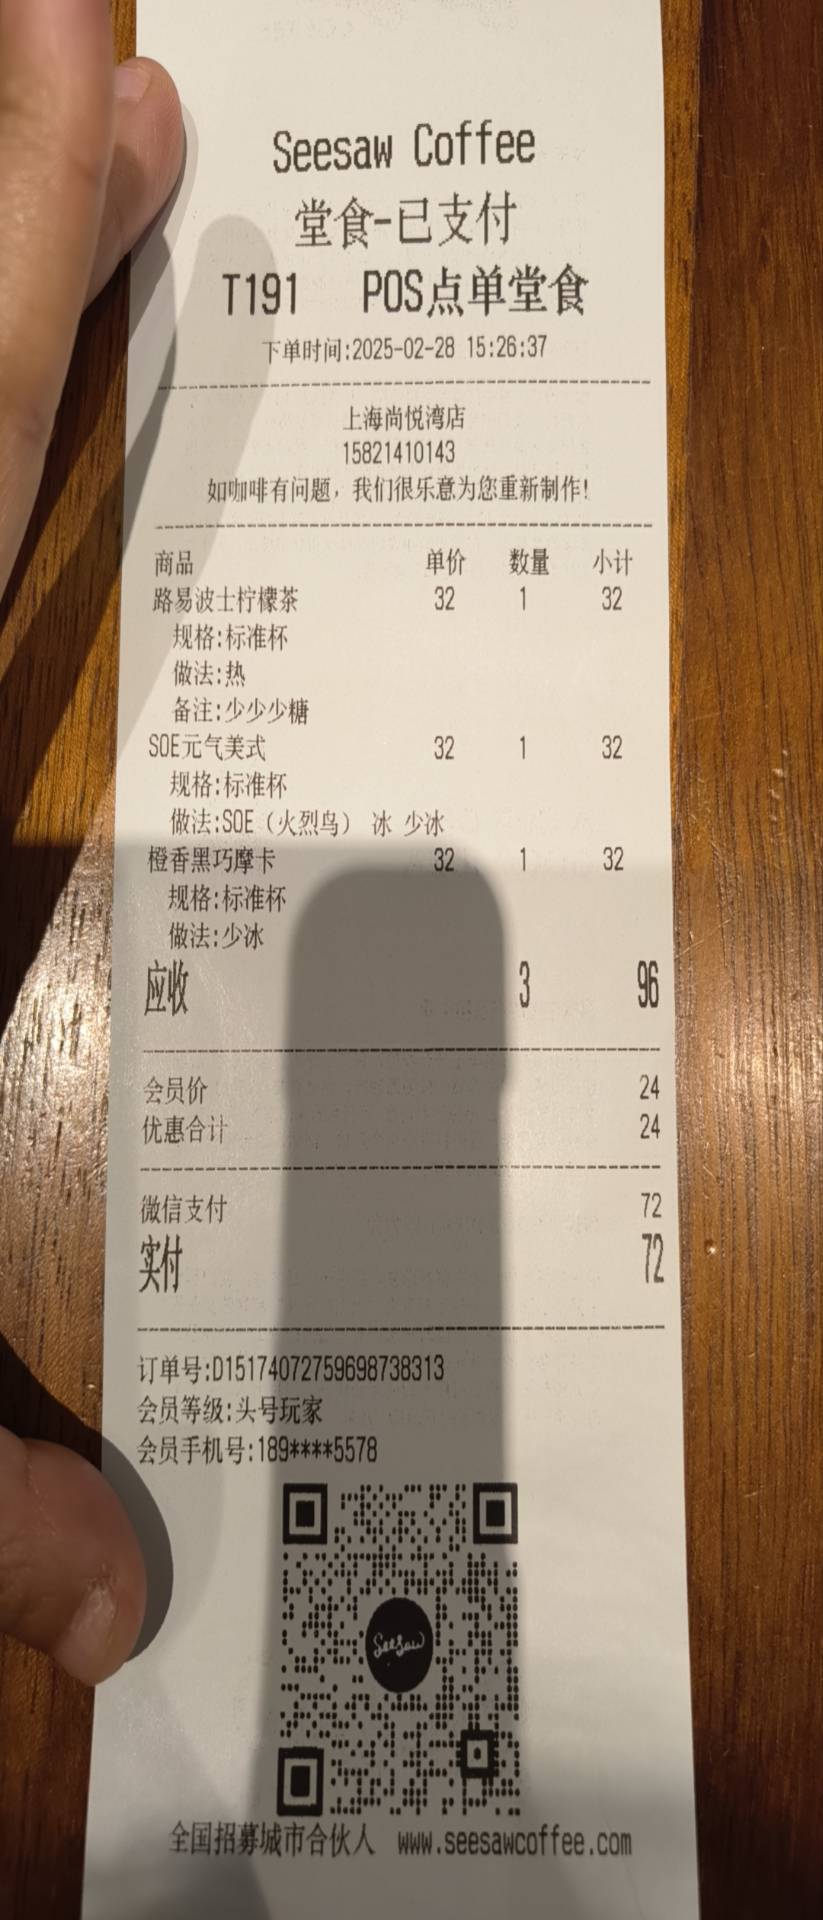 Seesaw Coffee
堂食-已支付
T191 POS点单堂食
下单时间:2025-02-28 15:26:37
上海尚悦湾店
15821410143
如咖啡有问题，我们很乐意为您重新制作!
商品 单价 数量 小计
路易波士柠檬茶 32 1 32
规格:标准杯
做法:热
备注:少少少糖
SOE元气美式 32 1 32
规格:标准杯
做法:SOE（火烈鸟） 冰 少冰
橙香黑巧摩卡 32 1 32
规格:标准杯
做法:少冰
应收 3 96
会员价 24
优惠合计 24
微信支付 72
实付 72
订单号:D15174072759698738313
会员等级:头号玩家
会员手机号:189****5578
Seesaw
全国招募城市合伙人 www.seesawcoffee.com